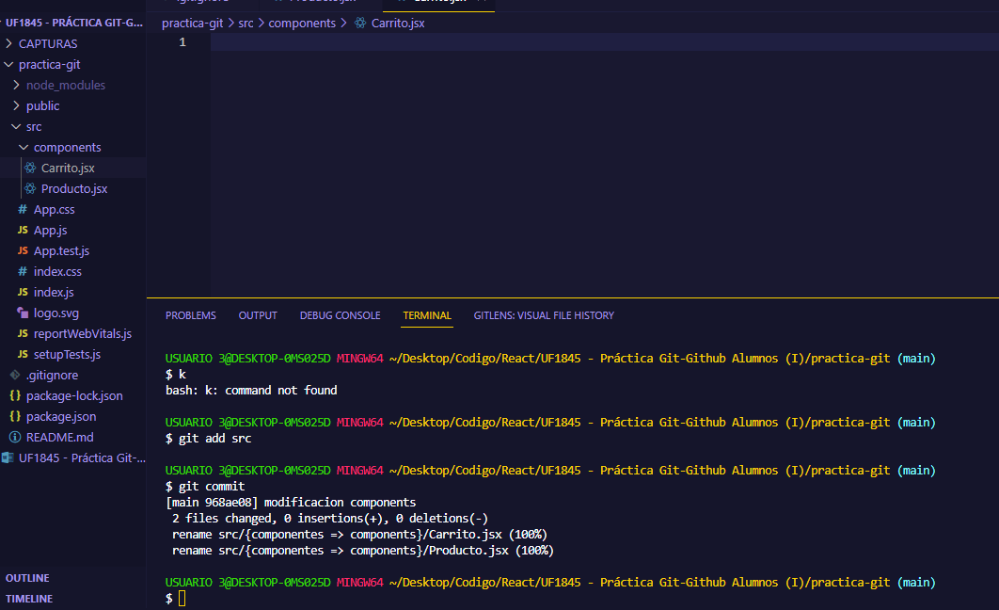 UF1845 - PRÁCTICA GIT-G...
CAPTURAS
practica-git
node_modules
public
src
components
Carrito.jsx
Producto.jsx
App.css
App.js
App.test.js
index.css
index.js
logo.svg
reportWebVitals.js
setupTests.js
.gitignore
package-lock.json
package.json
README.md
UF1845 - Práctica Git-...
OUTLINE
TIMELINE
practica-git > src > components > Carrito.jsx
1
PROBLEMS OUTPUT DEBUG CONSOLE TERMINAL GITLENS: VISUAL FILE HISTORY
USUARIO 3@DESKTOP-0MS025D MINGW64 ~/Desktop/Codigo/React/UF1845 - Práctica Git-Github Alumnos (I)/practica-git (main)
$ k
bash: k: command not found
USUARIO 3@DESKTOP-0MS025D MINGW64 ~/Desktop/Codigo/React/UF1845 - Práctica Git-Github Alumnos (I)/practica-git (main)
$ git add src
USUARIO 3@DESKTOP-0MS025D MINGW64 ~/Desktop/Codigo/React/UF1845 - Práctica Git-Github Alumnos (I)/practica-git (main)
$ git commit
[main 968ae08] modificacion components
2 files changed, 0 insertions(+), 0 deletions(-)
rename src/{componentes => components}/Carrito.jsx (100%)
rename src/{componentes => components}/Producto.jsx (100%)
USUARIO 3@DESKTOP-0MS025D MINGW64 ~/Desktop/Codigo/React/UF1845 - Práctica Git-Github Alumnos (I)/practica-git (main)
$